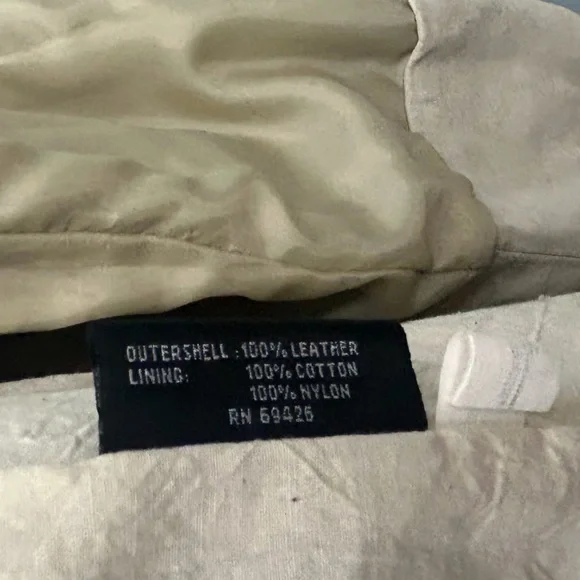 OUTERSHELL :100% LEATHER
LINING: 100% COTTON
100% NYLON
RN 69426